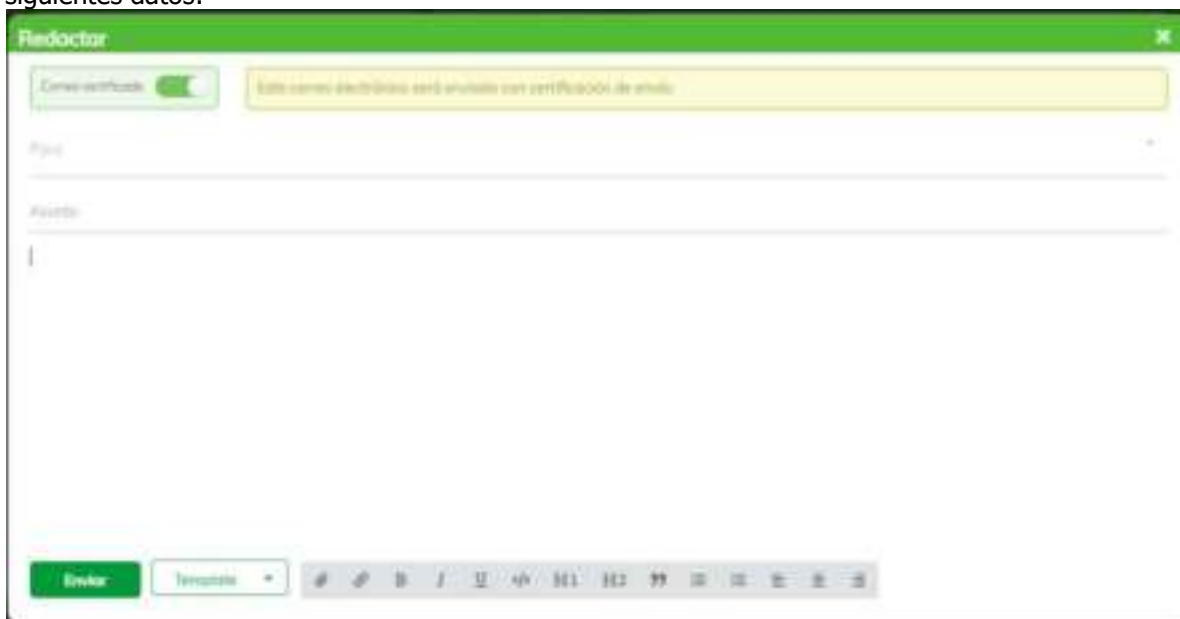 siguientes datos:
Redactar
Correo certificado
Este correo electrónico será enviado con certificación de envío
Para
Asunto
Enviar Template B I U </> H1 H2 ❞